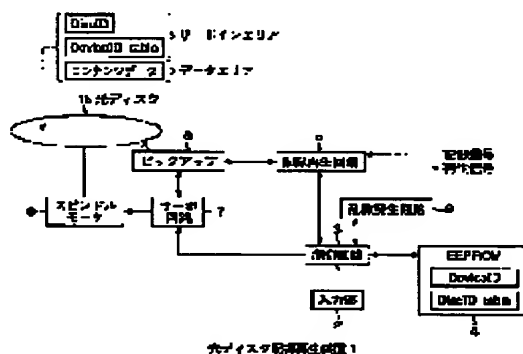 DiscID
リードインエリア
DeviceID table
コンテンツデータ
データエリア
1b 光ディスク
ピックアップ
記録再生回路
記録信号
再生信号
スピンドル
モータ
サーボ
回路
7
乱数発生回路
制御回路
EEPROM
DeviceID
DiscID table
入力部
光ディスク記録再生装置1